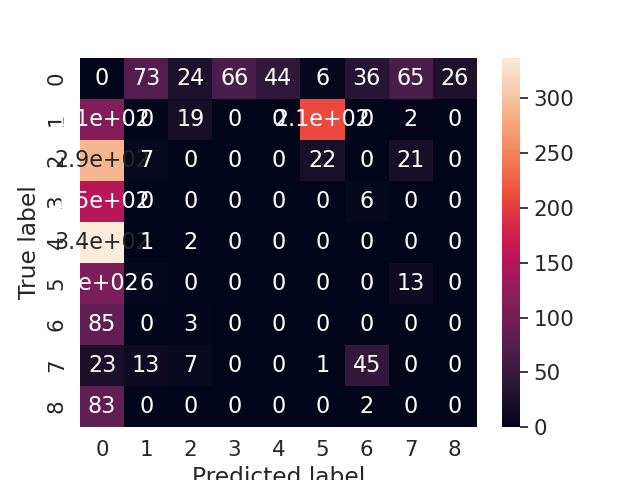 0 0 73 24 66 44 6 36 65 26
1 1e+02 0 19 0 0 2.1e+02 0 2 0
2 2.9e+02 7 0 0 0 22 0 21 0
3 5e+02 0 0 0 0 0 6 0 0
4 3.4e+02 1 2 0 0 0 0 0 0
5 e+02 6 0 0 0 0 0 13 0
6 85 0 3 0 0 0 0 0 0
7 23 13 7 0 0 1 45 0 0
8 83 0 0 0 0 0 2 0 0
0 1 2 3 4 5 6 7 8
Predicted label
True label
300
250
200
150
100
50
0